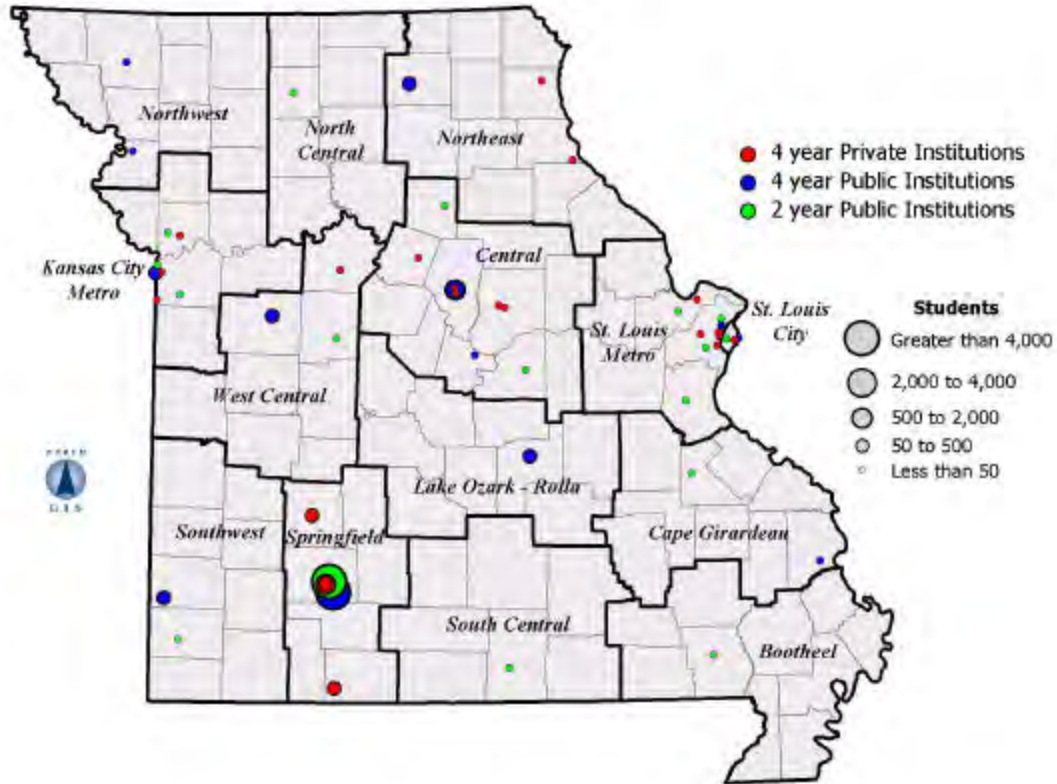 Northwest
North
Central
Northeast
4 year Private Institutions
4 year Public Institutions
2 year Public Institutions
Kansas City
Metro
Central
St. Louis
Metro
St. Louis
City
Students
Greater than 4,000
2,000 to 4,000
500 to 2,000
50 to 500
Less than 50
West Central
Lake Ozark - Rolla
Southwest
Springfield
Cape Girardeau
South Central
Bootheel